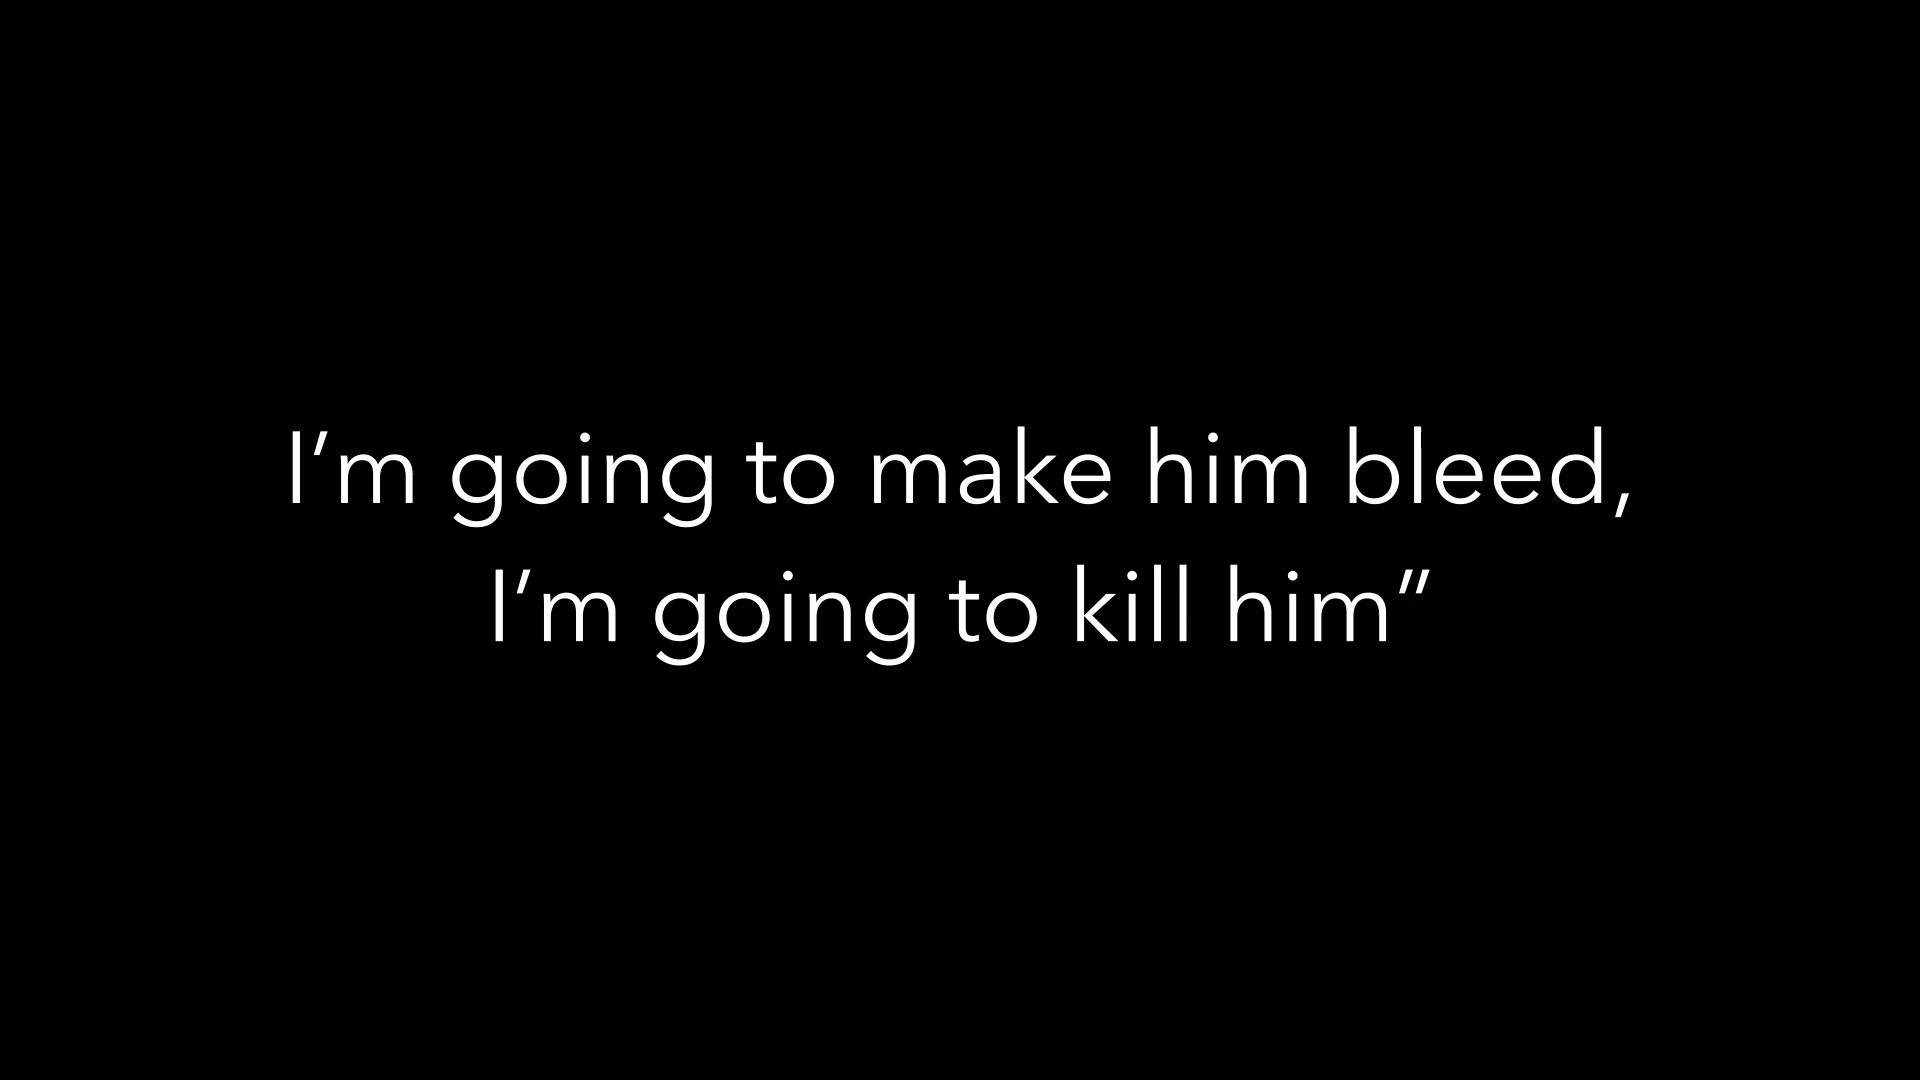 I’m going to make him bleed,
I’m going to kill him”